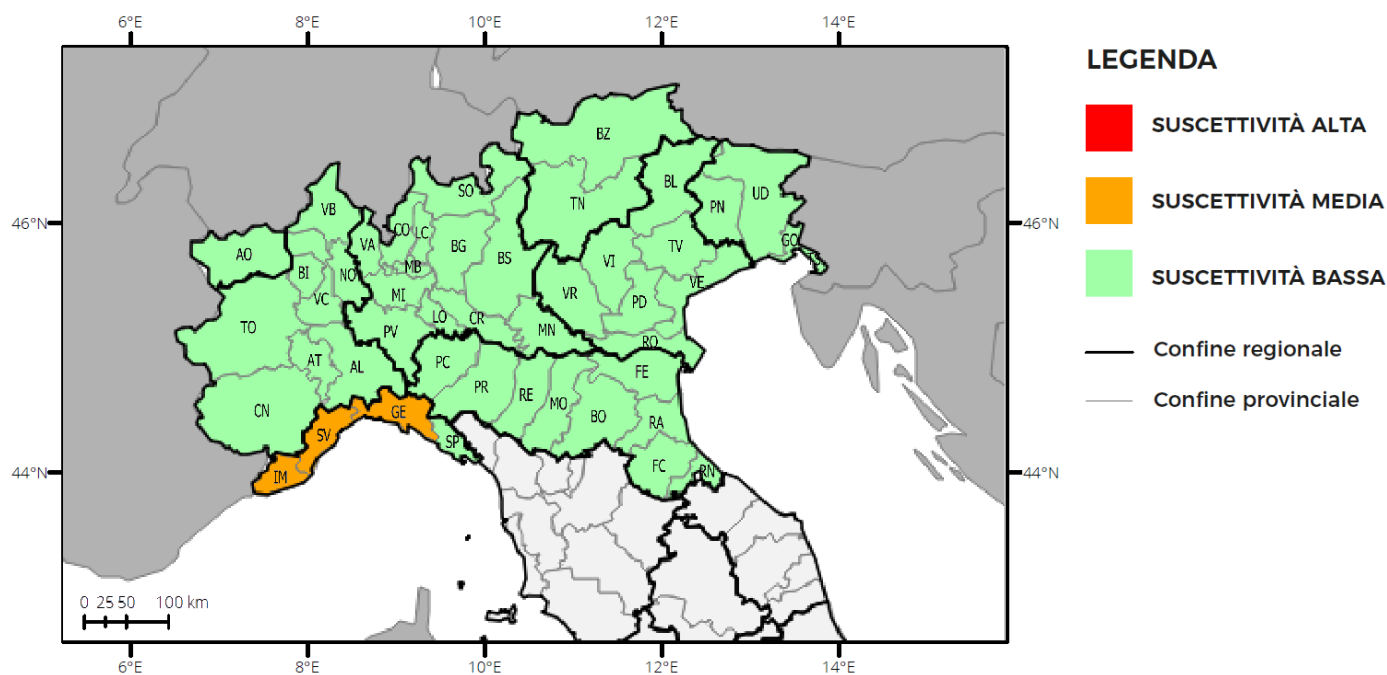 6°E 8°E 10°E 12°E 14°E
LEGENDA
SUSCETTIVITÀ ALTA
SUSCETTIVITÀ MEDIA
SUSCETTIVITÀ BASSA
Confine regionale
Confine provinciale
BZ
SO BL UD
VB TN PN
46°N 46°N
CO LC GO
VA BG TV
AO BS VI
BI NO MB VE
VC MI VR PD
TO LO CR
PV MN RO
AT AL PC FE
PR RE MO
CN GE BO RA
SV SP
44°N IM FC RN 44°N
0 25 50 100 km
6°E 8°E 10°E 12°E 14°E